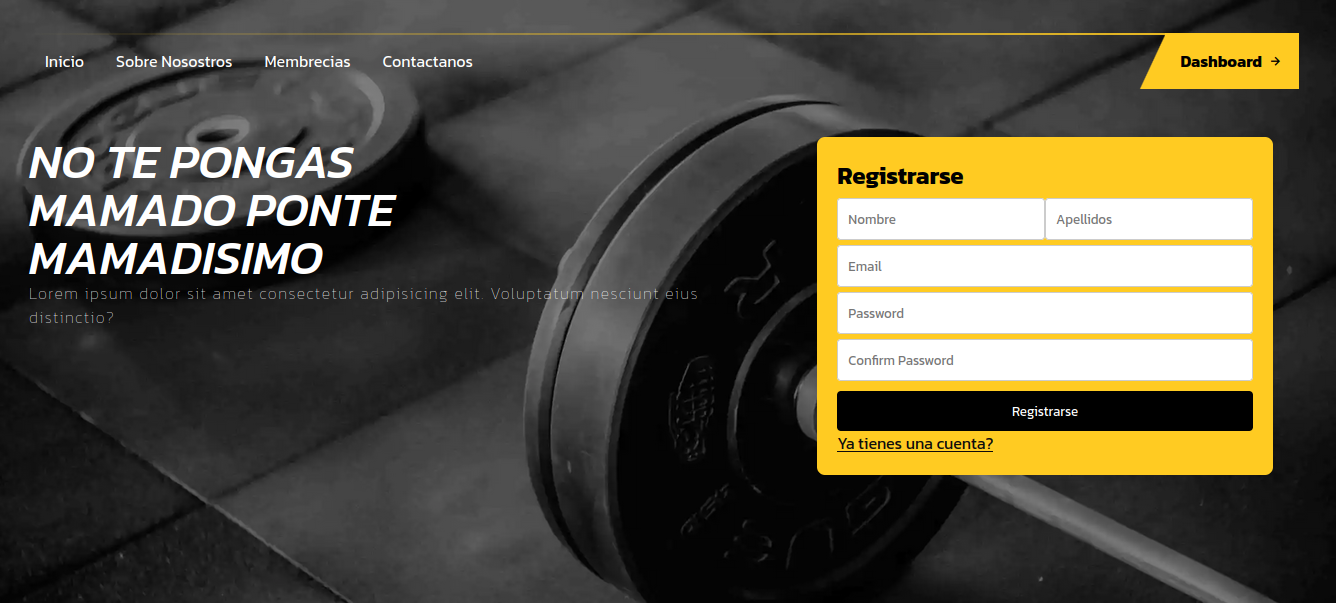 Inicio Sobre Nosostros Membrecias Contactanos Dashboard →
NO TE PONGAS
MAMADO PONTE
MAMADISIMO
Lorem ipsum dolor sit amet consectetur adipisicing elit. Voluptatum nesciunt eius
distinctio?
Registrarse
Nombre Apellidos
Email
Password
Confirm Password
Registrarse
Ya tienes una cuenta?